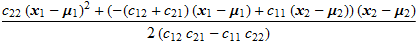 c₂₂ (x₁ − μ₁)² + (−(c₁₂ + c₂₁) (x₁ − μ₁) + c₁₁ (x₂ − μ₂)) (x₂ − μ₂)
2 (c₁₂ c₂₁ − c₁₁ c₂₂)